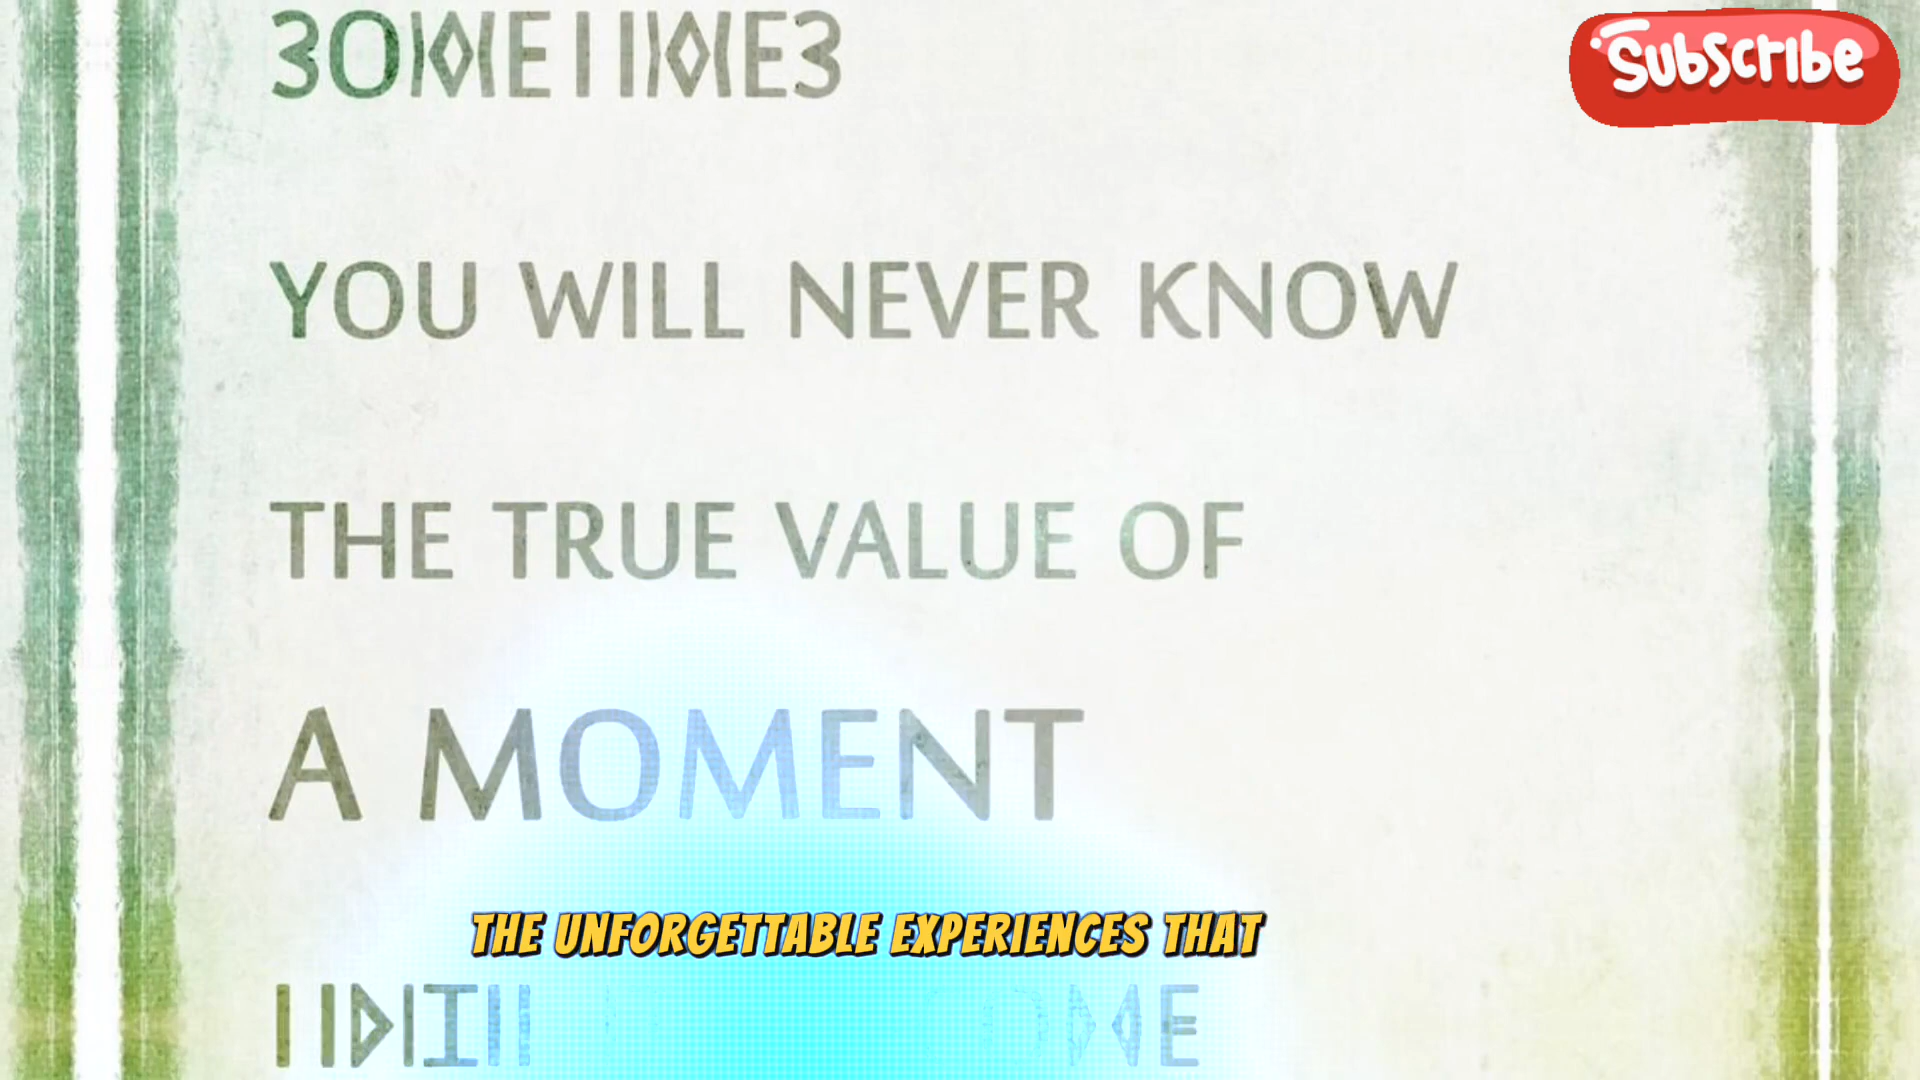 Subscribe
YOU WILL NEVER KNOW
THE TRUE VALUE OF
A MOMENT
THE UNFORGETTABLE EXPERIENCES THAT